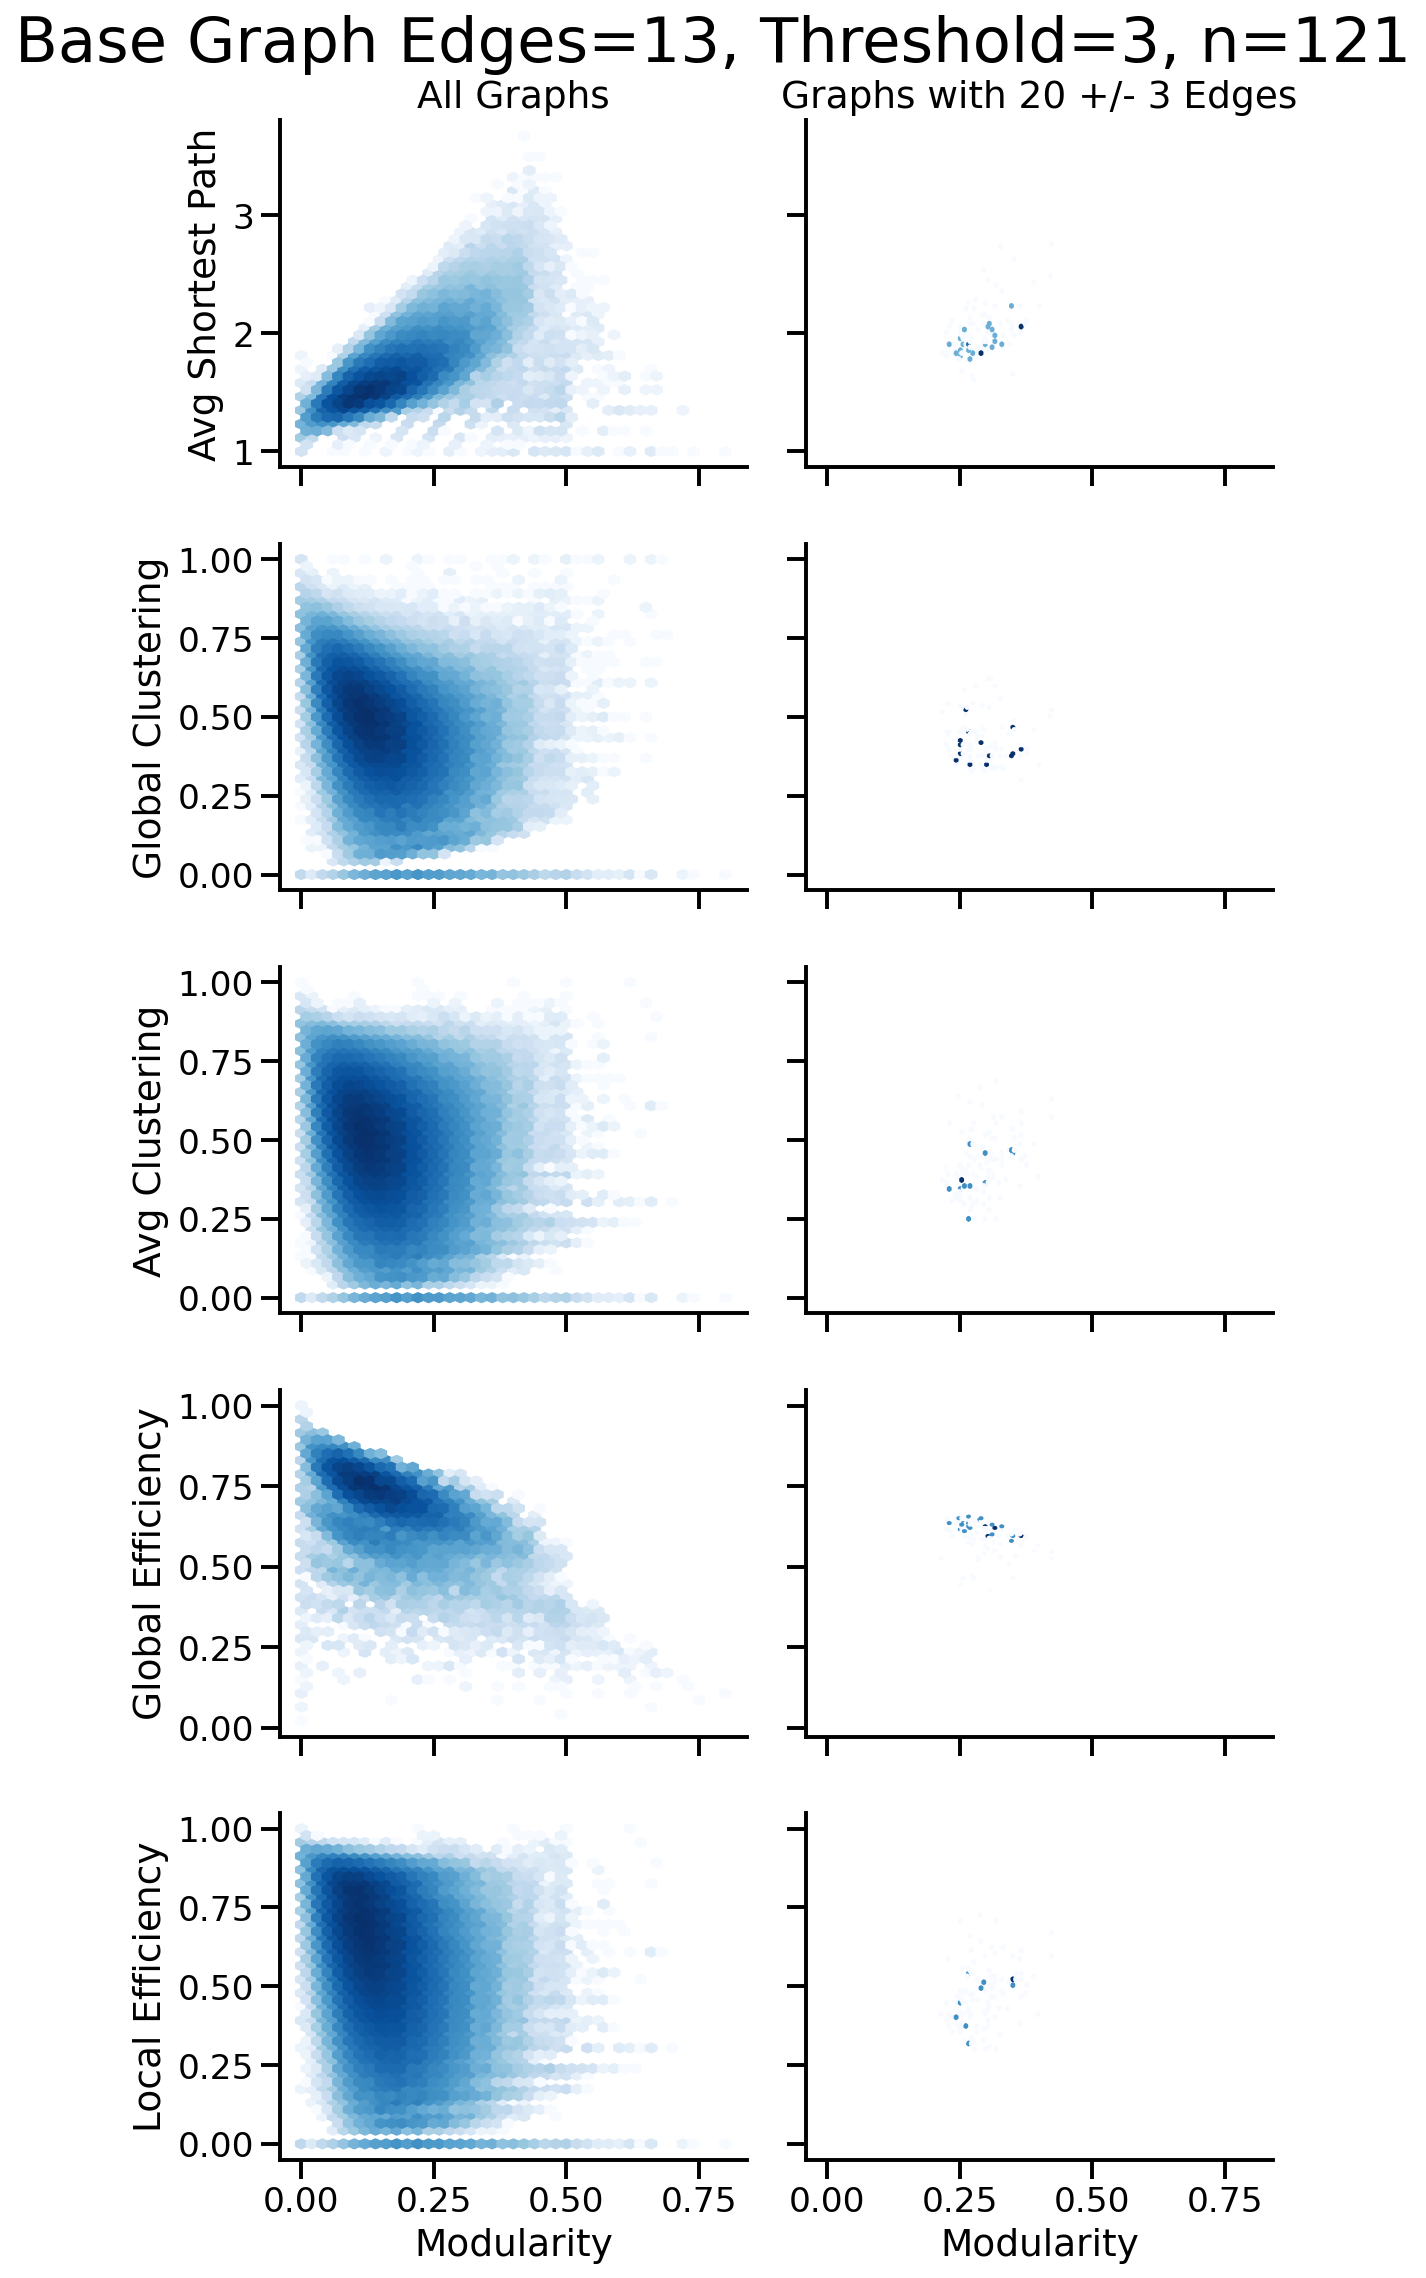 Base Graph Edges=13, Threshold=3, n=121
All Graphs
Graphs with 20 +/- 3 Edges
Avg Shortest Path
3
2
1
Global Clustering
1.00
0.75
0.50
0.25
0.00
Avg Clustering
1.00
0.75
0.50
0.25
0.00
Global Efficiency
1.00
0.75
0.50
0.25
0.00
Local Efficiency
1.00
0.75
0.50
0.25
0.00
0.00 0.25 0.50 0.75
Modularity
0.00 0.25 0.50 0.75
Modularity